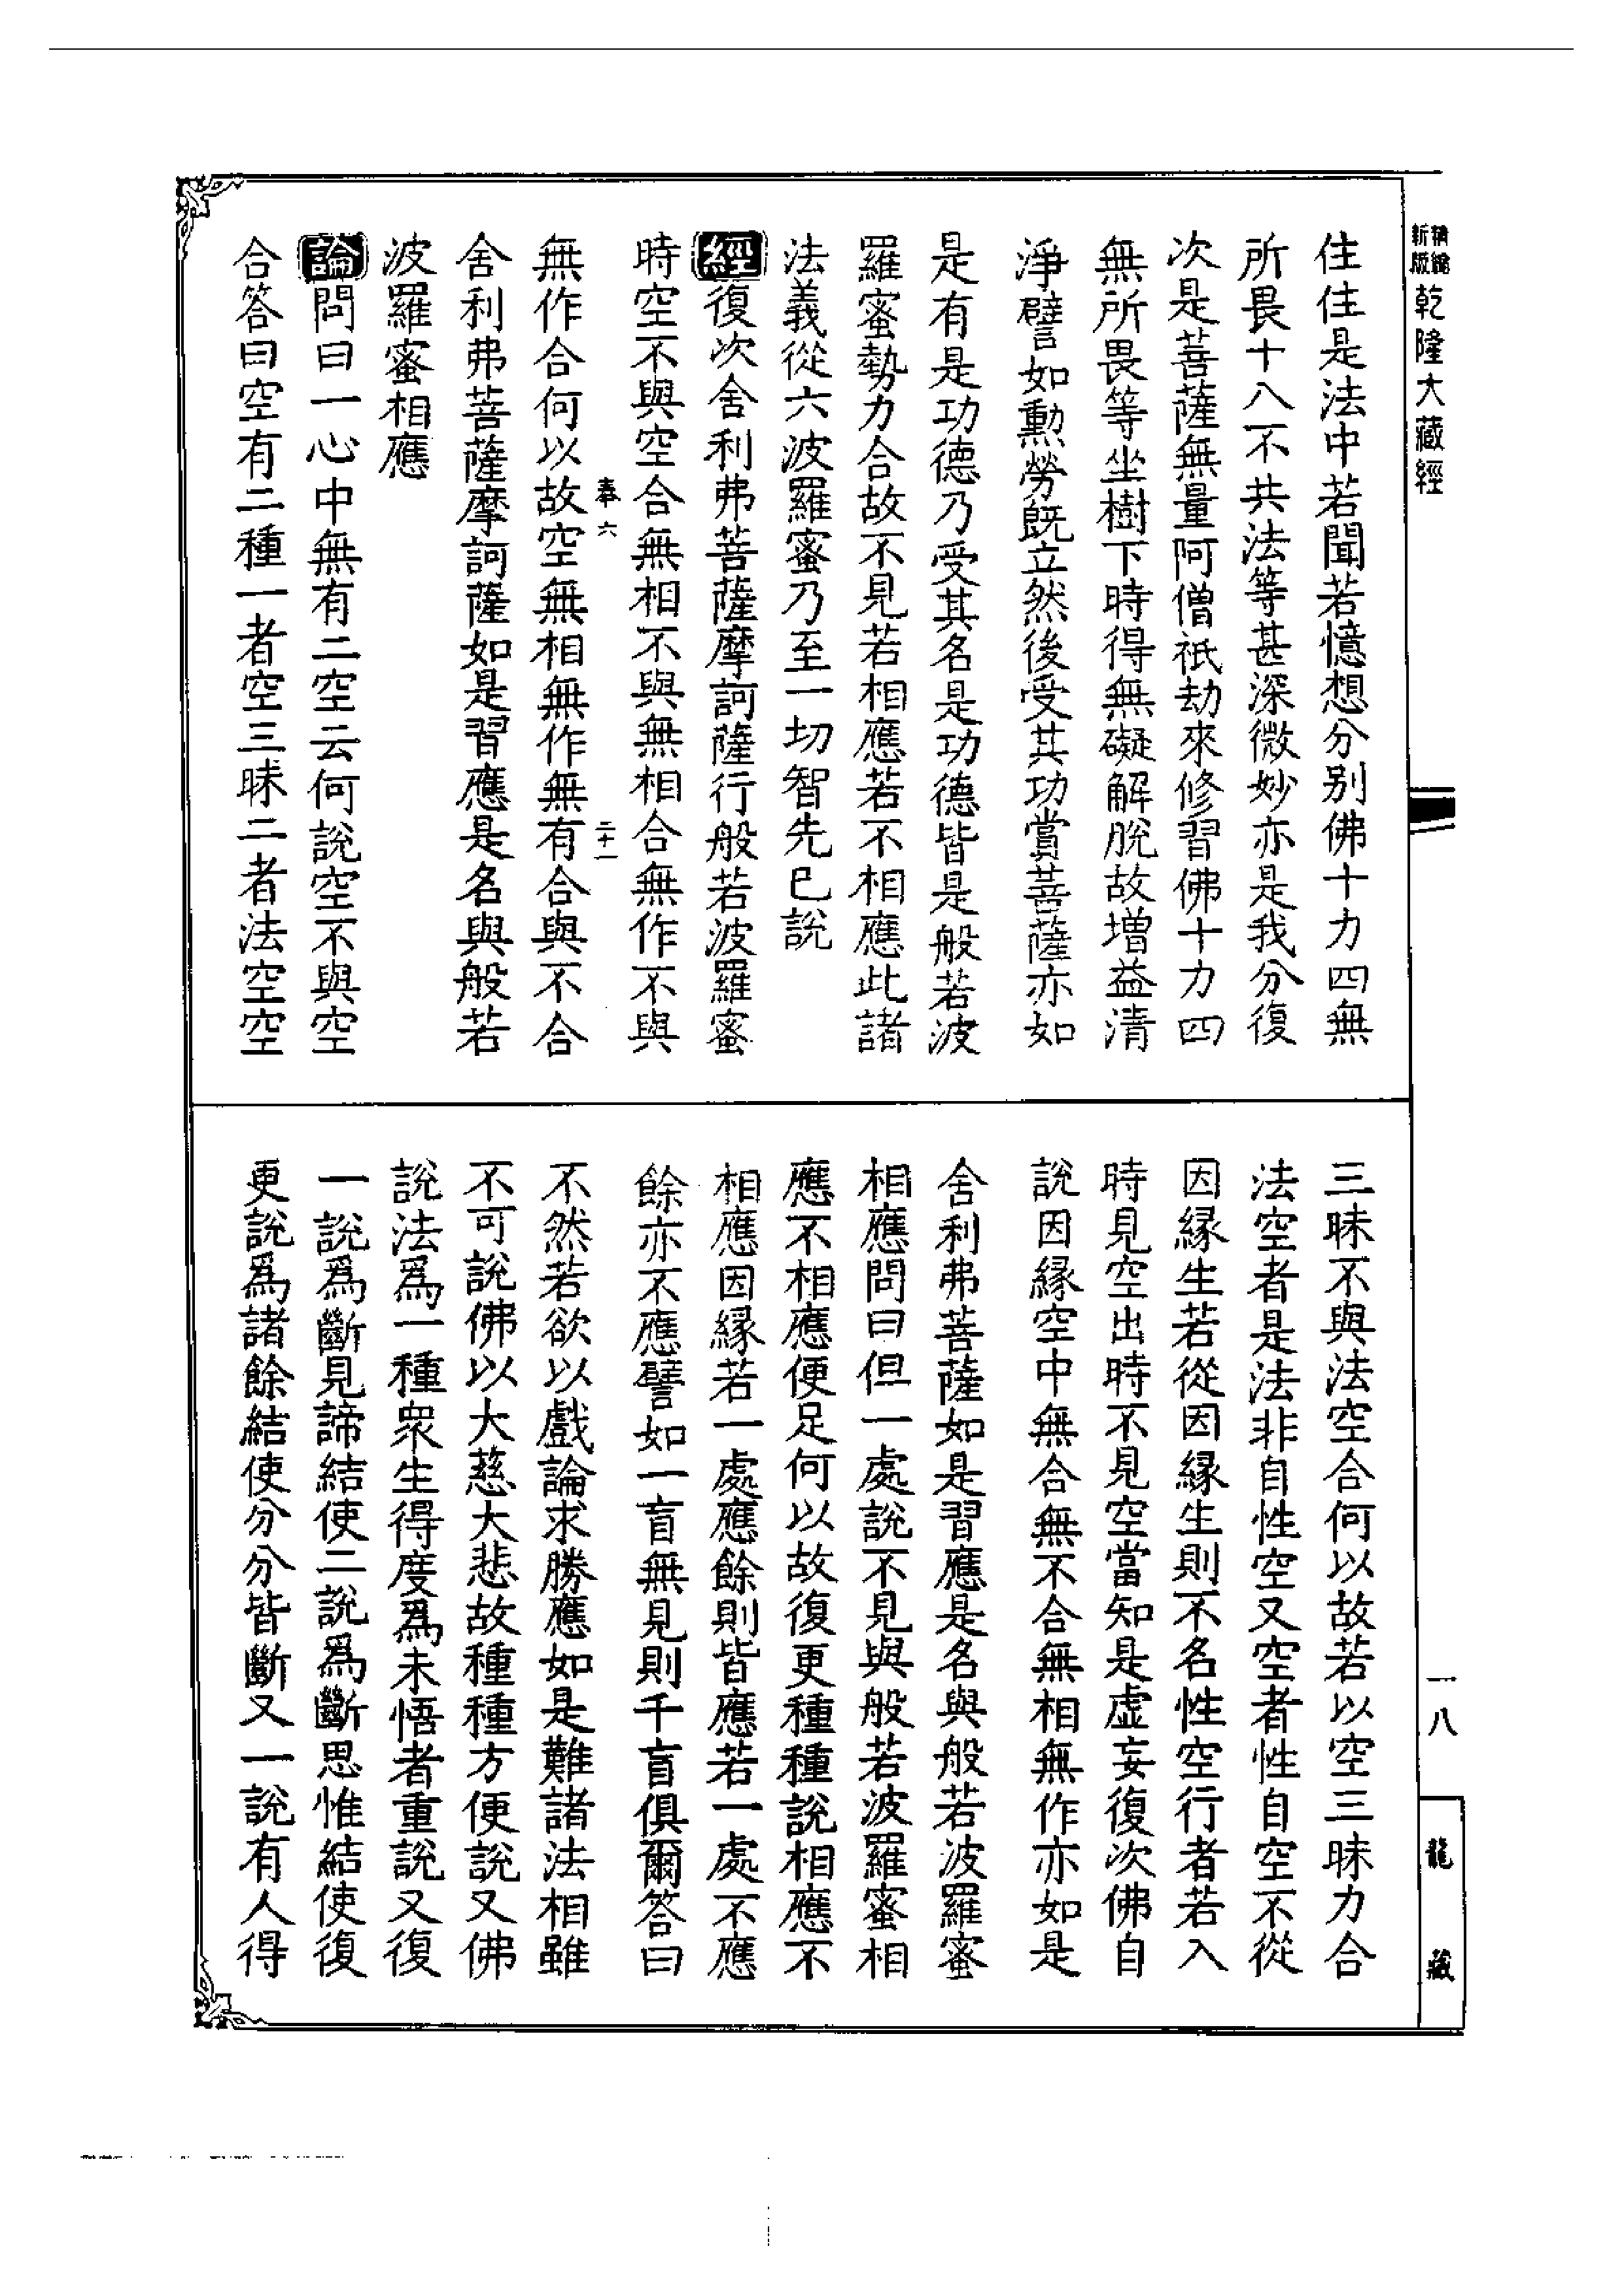 新版精縮乾隆大藏經
住住是法中若聞若憶想分别佛十力四無
所畏十八不共法等甚深微妙亦是我分復
次是菩薩無量阿僧祇劫來修習佛十力四
無所畏等坐樹下時得無礙解脫故增益清
淨譬如勳勞旣立然後受其功賞菩薩亦如
是有是功德乃受其名是功德皆是般若波
羅蜜勢力合故不見若相應若不相應此諸
法義從六波羅蜜乃至一切智先已說
經復次舍利弗菩薩摩訶薩行般若波羅蜜
時空不與空合無相不與無相合無作不與
奉六
二十一
無作合何以故空無相無作無有合與不合
舍利弗菩薩摩訶薩如是習應是名與般若
波羅蜜相應
論問曰一心中無有二空云何說空不與空
合答曰空有二種一者空三昧二者法空空
三昧不與法空合何以故若以空三昧力合
法空者是法非自性空又空者性自空不從
因緣生若從因緣生則不名性空行者若入
時見空出時不見空當知是虛妄復次佛自
說因緣空中無合無不合無相無作亦如是
舍利弗菩薩如是習應是名與般若波羅蜜
相應問曰但一處說不見與般若波羅蜜相
應不相應便足何以故復更種種說相應不
相應因緣若一處應餘則皆應若一處不應
餘亦不應譬如一盲無見則千盲俱爾答曰
不然若欲以戲論求勝應如是難諸法相雖
不可說佛以大慈大悲故種種方便說又佛
說法爲一種衆生得度爲未悟者重說又復
一說爲斷見諦結使二說爲斷思惟結使復
更說爲諸餘結使分分皆斷又一說有人得
一八
龍藏